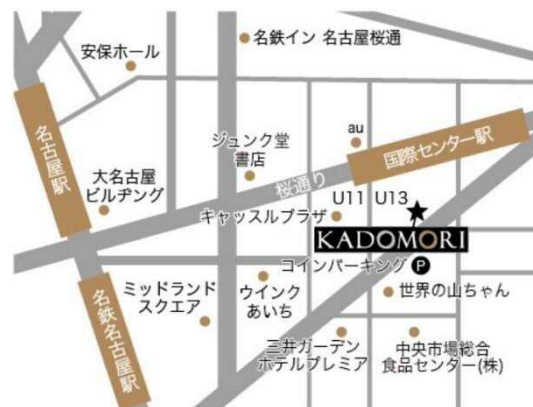 名鉄イン 名古屋桜通
安保ホール
名古屋駅
au
国際センター駅
ジュンク堂
書店
桜通り
大名古屋
ビルヂング
U11 U13
キャッスルプラザ
KADOMORI
コインパーキング P
名鉄名古屋駅
ミッドランド
スクエア
ウインク
あいち
世界の山ちゃん
三井ガーデン
ホテルプレミア
中央市場総合
食品センター(株)